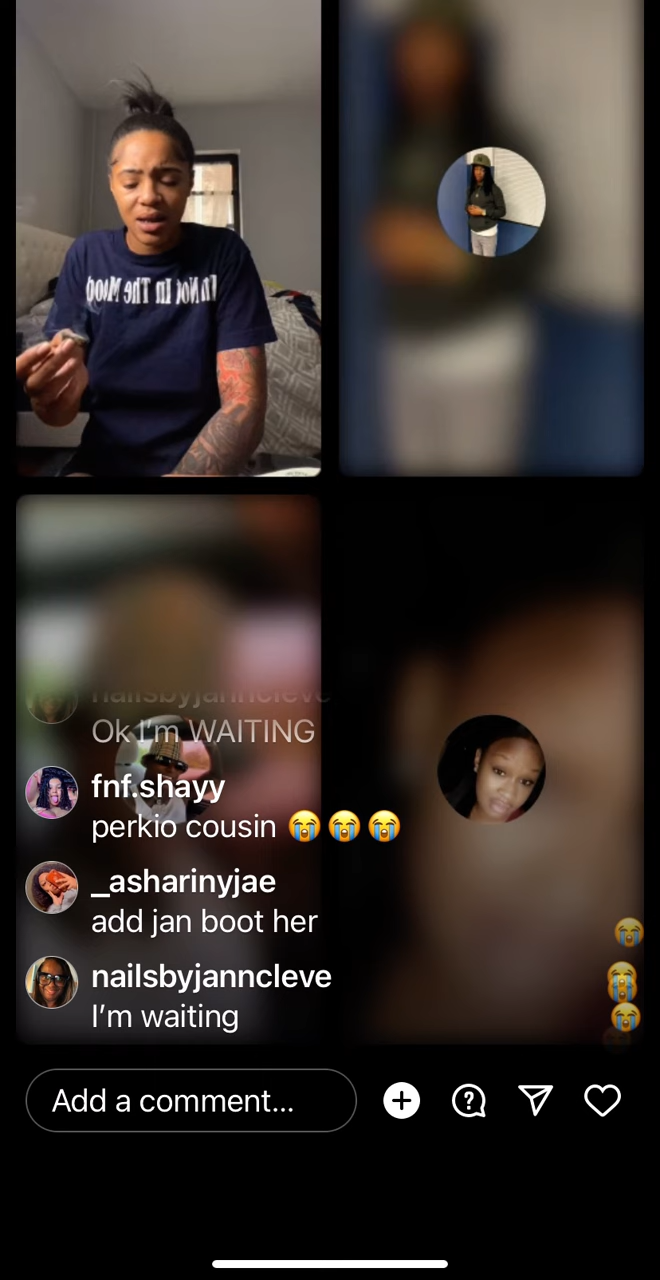 I'm Not In The Mood
nailsbyjanncleve
Ok I'm WAITING
fnf.shayy
perkio cousin 😭😭😭
_asharinyjae
add jan boot her
nailsbyjanncleve
I'm waiting
Add a comment...